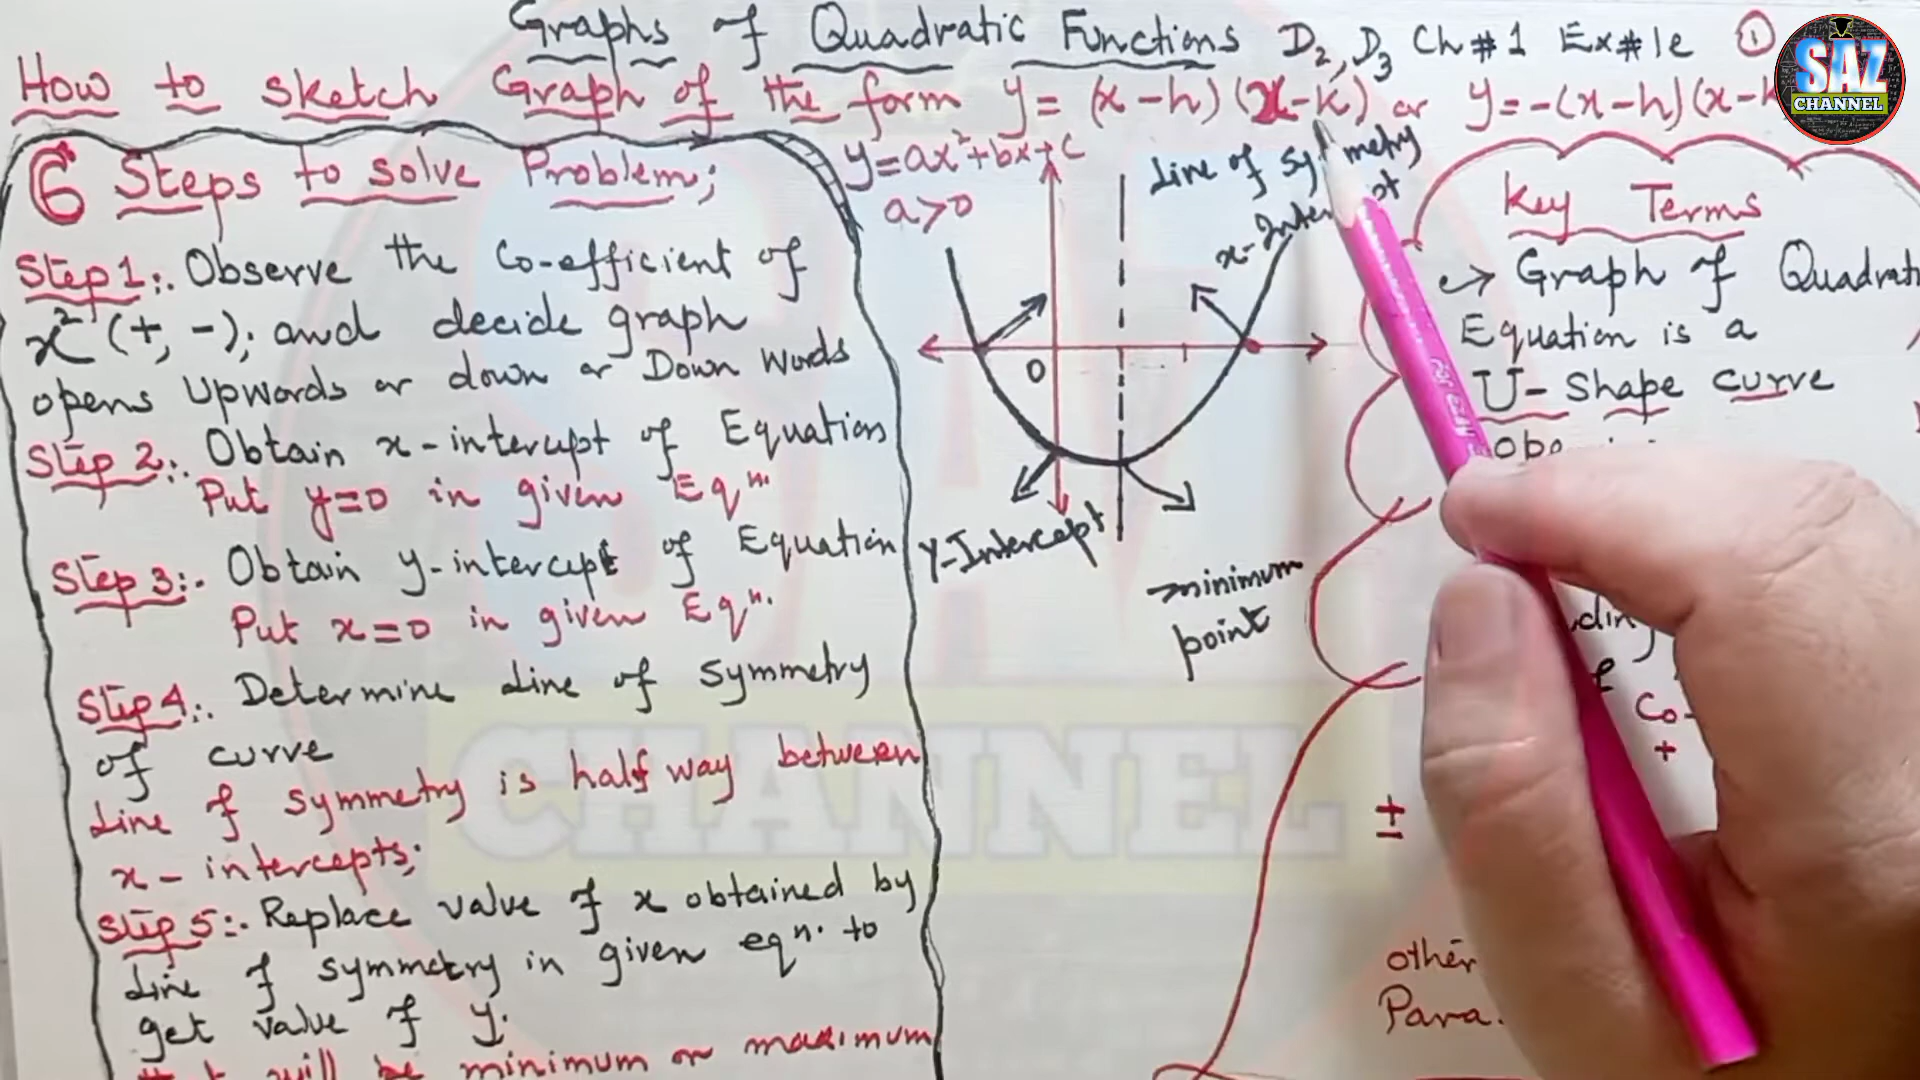 Graphs of Quadratic Functions D2, D3 Ch#1 Ex#1e ①
How to sketch Graph of the form y = (x-h)(x-k) or y=-(x-h)(x-k
SAZ
CHANNEL
6 Steps to solve Problem;
Step 1:. Observe the Co-efficient of
x² (+, -); and decide graph
opens Upwords or down or Down words
Step 2:. Obtain x-intercept of Equation
Put y=0 in given Eqⁿ.
Step 3:. Obtain y-intercept of Equation
Put x=0 in given Eqⁿ.
Step 4:. Determine Line of symmetry
of curve
Line of symmetry is half way between
x-intercepts;
Step 5:. Replace value of x obtained by
Line of symmetry in given eqⁿ. to
get value of y.
will be minimum or maximum
y=ax²+bx+c
a>0
Line of Symmetry
x-Inter
0
Y-Intercept
minimum
point
Key Terms
↪ Graph of Quadrati
Equation is a
U-Shape curve
Co-
+
±
other
Para.
CHANNEL